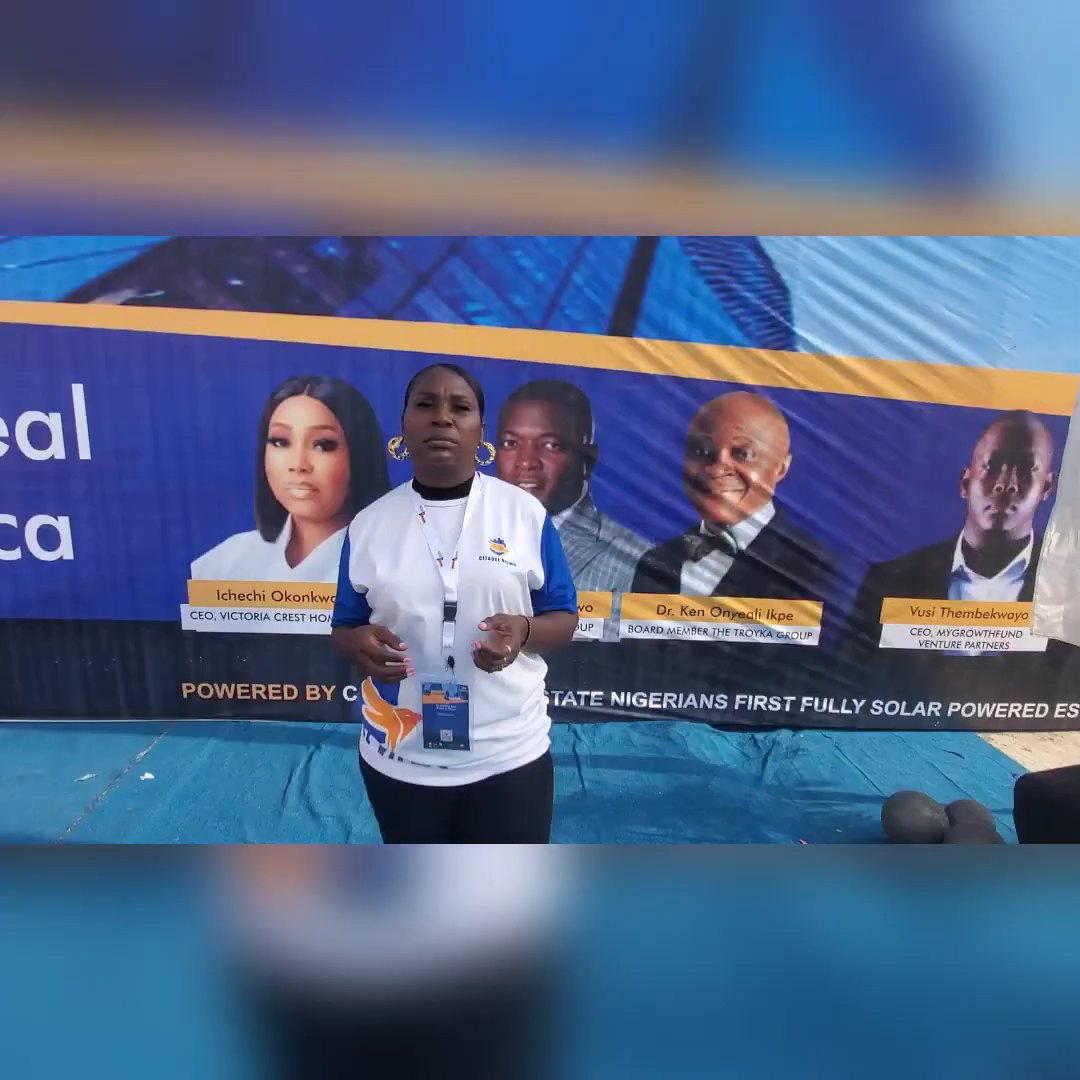 eal
ca
Ichechi Okonkwo
CEO, VICTORIA CREST HOM
wo
OUP
Dr. Ken Onyeali Ikpe
BOARD MEMBER THE TROYKA GROUP
Vusi Thembekwayo
CEO, MYGROWTHFUND
VENTURE PARTNERS
POWERED BY C
STATE NIGERIANS FIRST FULLY SOLAR POWERED ES